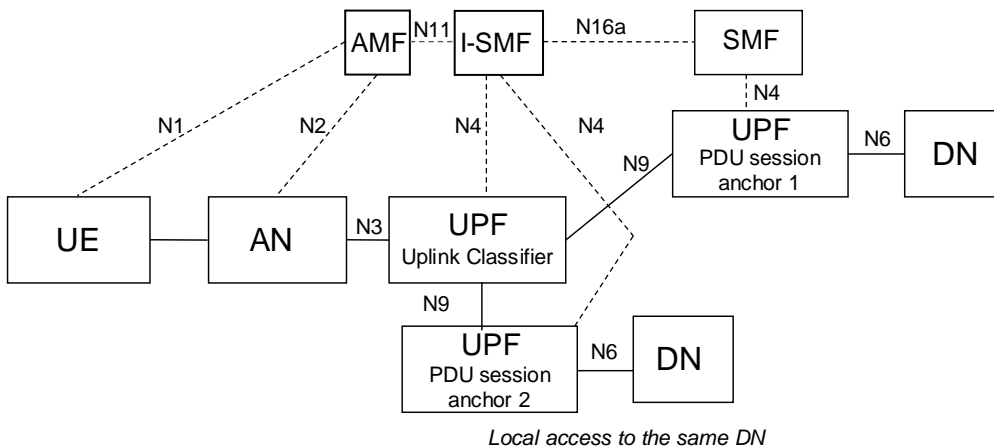 N11
N16a
AMF
I-SMF
SMF
N1
N2
N4
N4
N4
UPF
PDU session
anchor 1
N6
DN
N9
UE
AN
N3
UPF
Uplink Classifier
N9
UPF
PDU session
anchor 2
N6
DN
Local access to the same DN